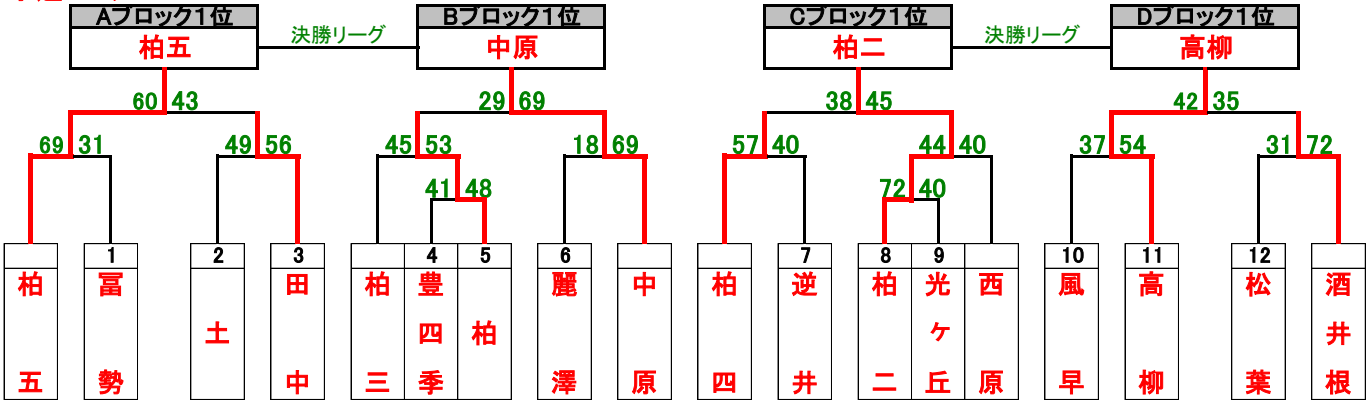 Aブロック1位
Bブロック1位
Cブロック1位
Dブロック1位
柏五
決勝リーグ
中原
柏二
決勝リーグ
高柳
60 43
29 69
38 45
42 35
69 31
49 56
45 53
18 69
57 40
44 40
37 54
31 72
41 48
72 40
1
2
3
4
5
6
7
8
9
10
11
12
柏五
冨勢
土
田中
柏三
豊四季
柏
麗澤
中原
柏四
逆井
柏二
光ケ丘
西原
風早
高柳
松葉
酒井根